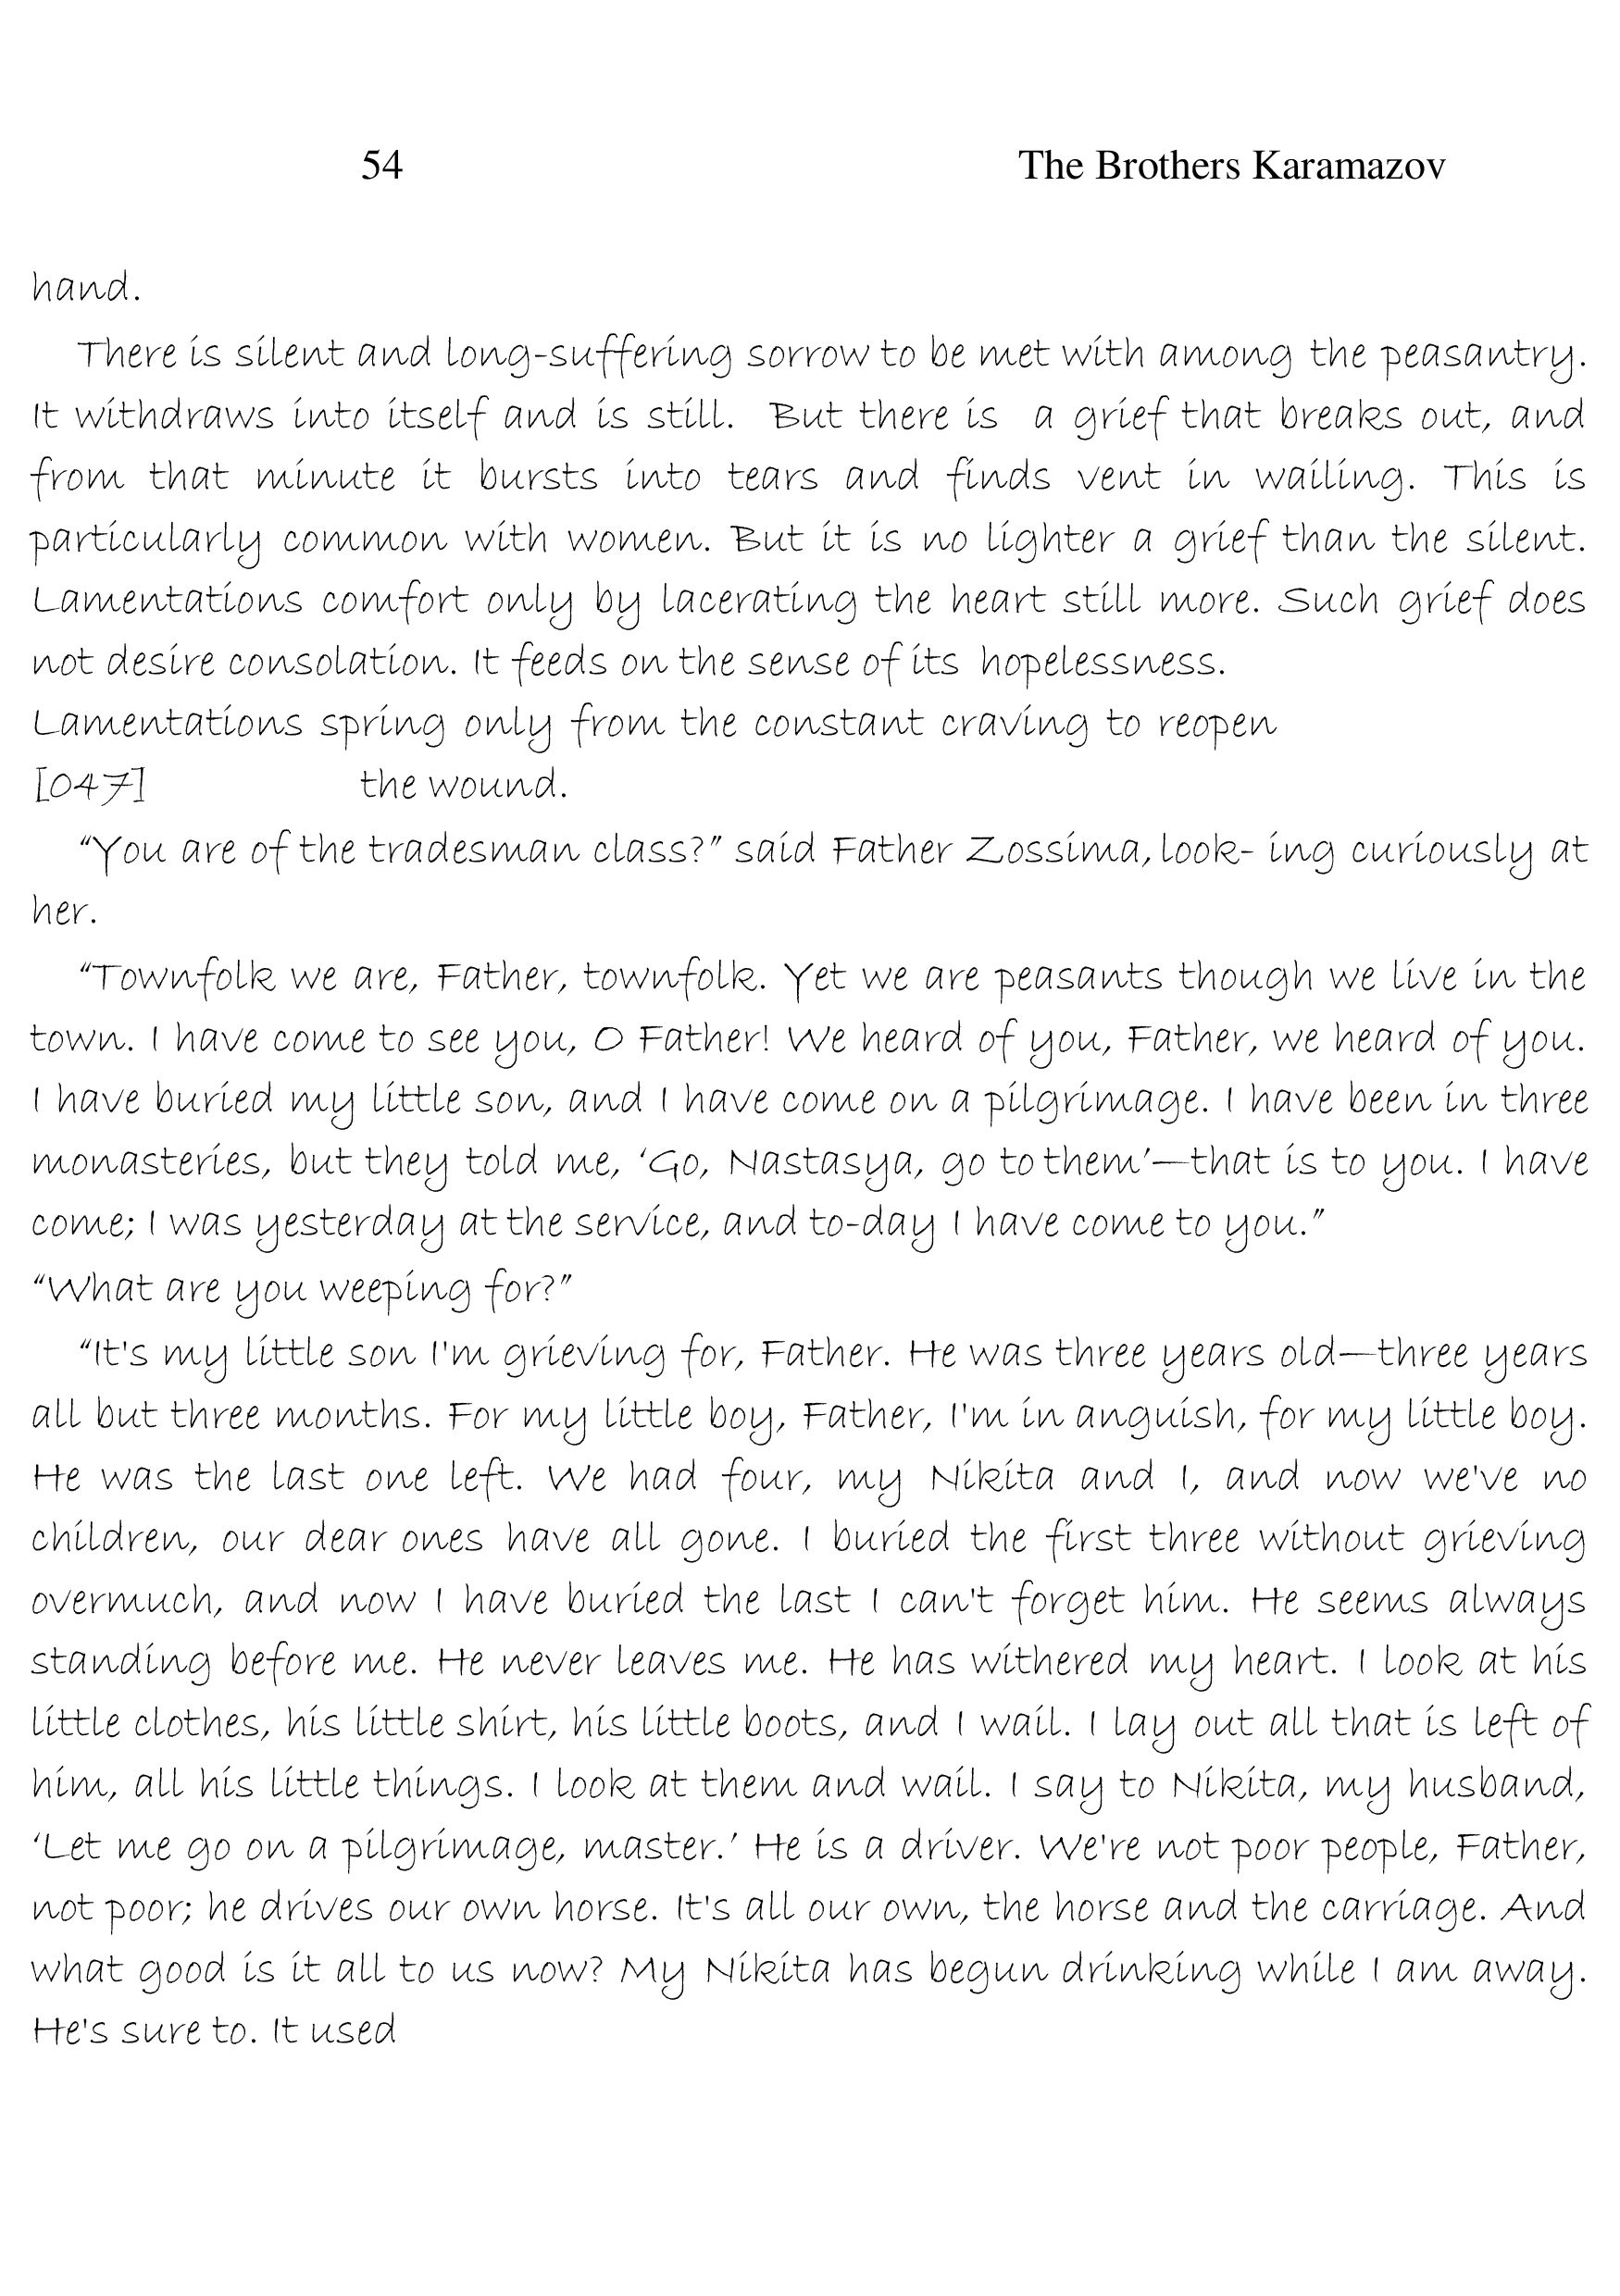 54 The Brothers Karamazov
hand.
There is silent and long-suffering sorrow to be met with among the peasantry.
It withdraws into itself and is still. But there is a grief that breaks out, and
from that minute it bursts into tears and finds vent in wailing. This is
particularly common with women. But it is no lighter a grief than the silent.
Lamentations comfort only by lacerating the heart still more. Such grief does
not desire consolation. It feeds on the sense of its hopelessness.
Lamentations spring only from the constant craving to reopen
[047] the wound.
“You are of the tradesman class?” said Father Zossima, look- ing curiously at
her.
“Townfolk we are, Father, townfolk. Yet we are peasants though we live in the
town. I have come to see you, O Father! We heard of you, Father, we heard of you.
I have buried my little son, and I have come on a pilgrimage. I have been in three
monasteries, but they told me, ‘Go, Nastasya, go to them’—that is to you. I have
come; I was yesterday at the service, and to-day I have come to you.”
“What are you weeping for?”
“It's my little son I'm grieving for, Father. He was three years old—three years
all but three months. For my little boy, Father, I'm in anguish, for my little boy.
He was the last one left. We had four, my Nikita and I, and now we've no
children, our dear ones have all gone. I buried the first three without grieving
overmuch, and now I have buried the last I can't forget him. He seems always
standing before me. He never leaves me. He has withered my heart. I look at his
little clothes, his little shirt, his little boots, and I wail. I lay out all that is left of
him, all his little things. I look at them and wail. I say to Nikita, my husband,
‘Let me go on a pilgrimage, master.’ He is a driver. We're not poor people, Father,
not poor; he drives our own horse. It's all our own, the horse and the carriage. And
what good is it all to us now? My Nikita has begun drinking while I am away.
He's sure to. It used